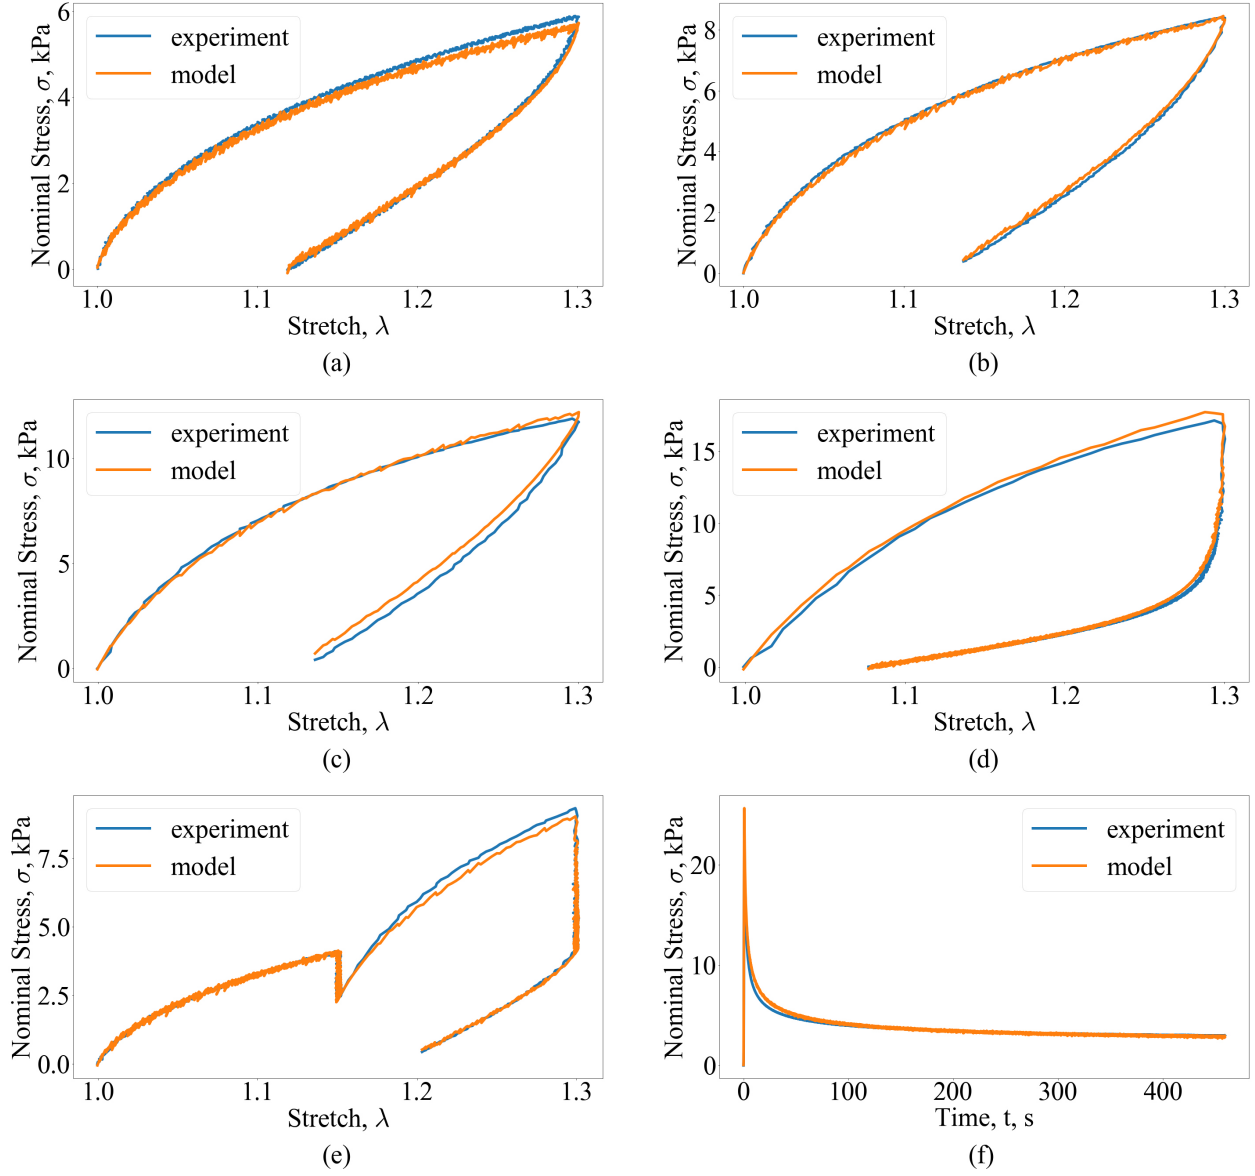 experiment
model
Nominal Stress, σ, kPa
6
4
2
0
1.0 1.1 1.2 1.3
Stretch, λ
(a)
experiment
model
Nominal Stress, σ, kPa
8
6
4
2
0
1.0 1.1 1.2 1.3
Stretch, λ
(b)
experiment
model
Nominal Stress, σ, kPa
10
5
0
1.0 1.1 1.2 1.3
Stretch, λ
(c)
experiment
model
Nominal Stress, σ, kPa
15
10
5
0
1.0 1.1 1.2 1.3
Stretch, λ
(d)
experiment
model
Nominal Stress, σ, kPa
7.5
5.0
2.5
0.0
1.0 1.1 1.2 1.3
Stretch, λ
(e)
experiment
model
Nominal Stress, σ, kPa
20
10
0
0 100 200 300 400
Time, t, s
(f)